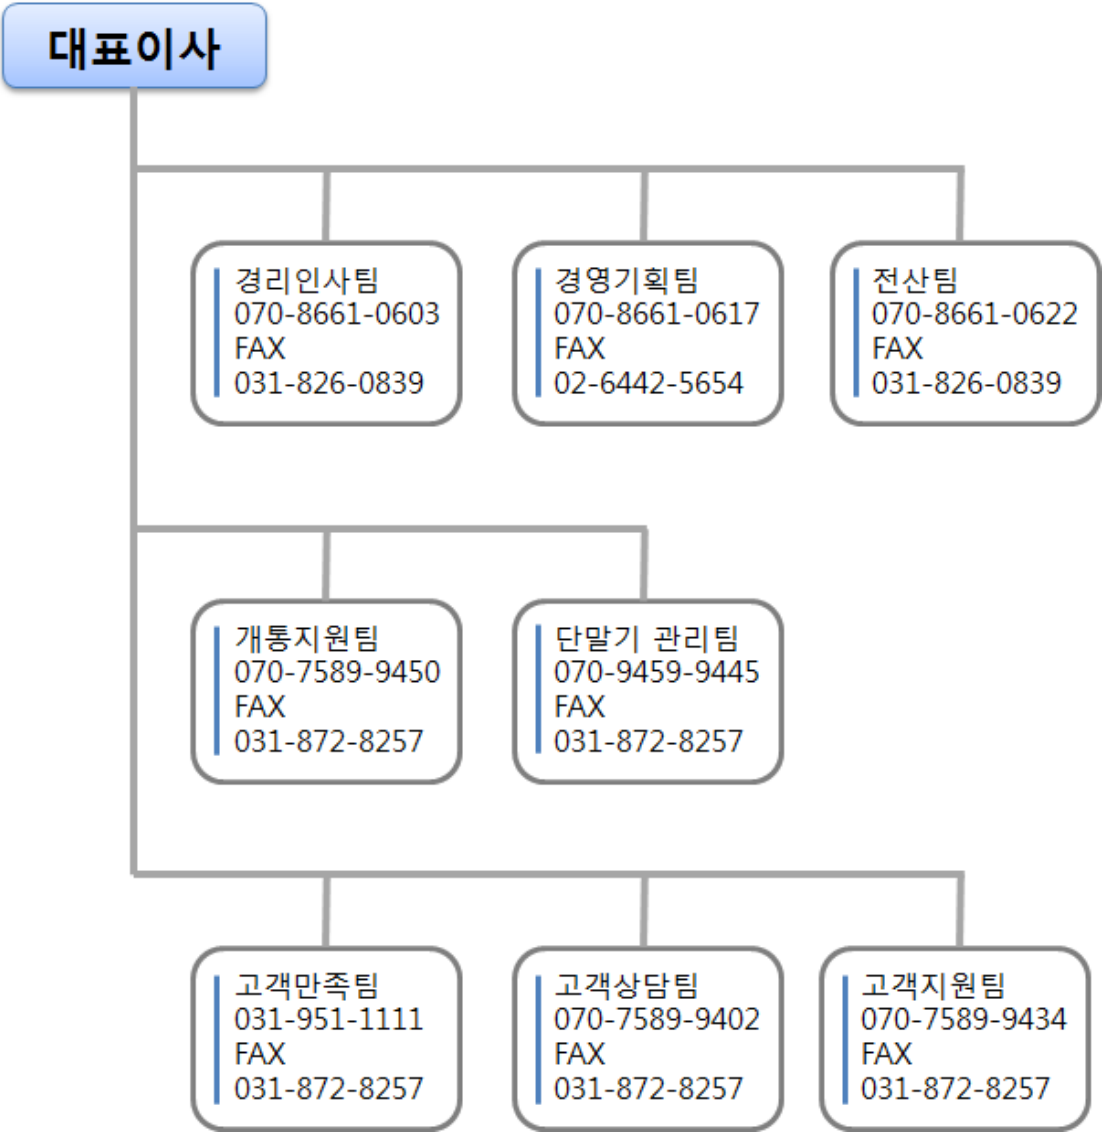 대표이사
경리인사팀
070-8661-0603
FAX
031-826-0839
경영기획팀
070-8661-0617
FAX
02-6442-5654
전산팀
070-8661-0622
FAX
031-826-0839
개통지원팀
070-7589-9450
FAX
031-872-8257
단말기 관리팀
070-9459-9445
FAX
031-872-8257
고객만족팀
031-951-1111
FAX
031-872-8257
고객상담팀
070-7589-9402
FAX
031-872-8257
고객지원팀
070-7589-9434
FAX
031-872-8257